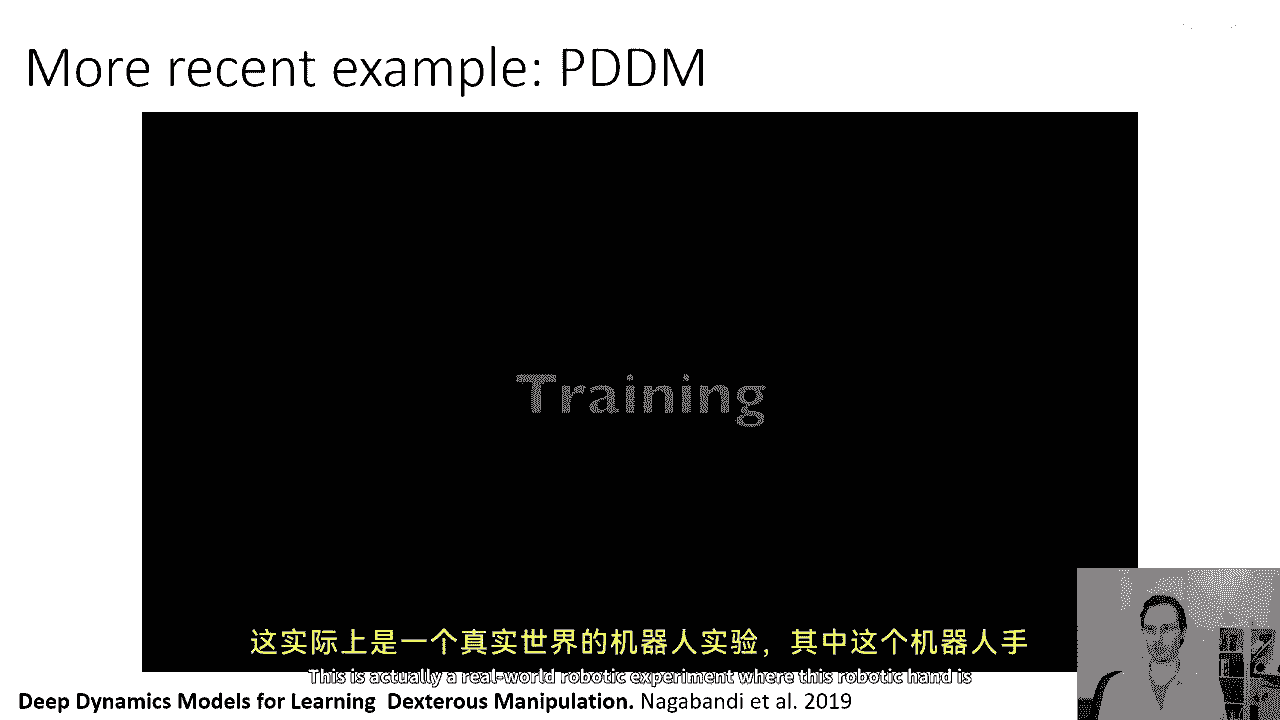 More recent example: PDDM
Training
这实际上是一个真实世界的机器人实验，其中这个机器人手
This is actually a real-world robotic experiment where this robotic hand is
Deep Dynamics Models for Learning Dexterous Manipulation. Nagabandi et al. 2019